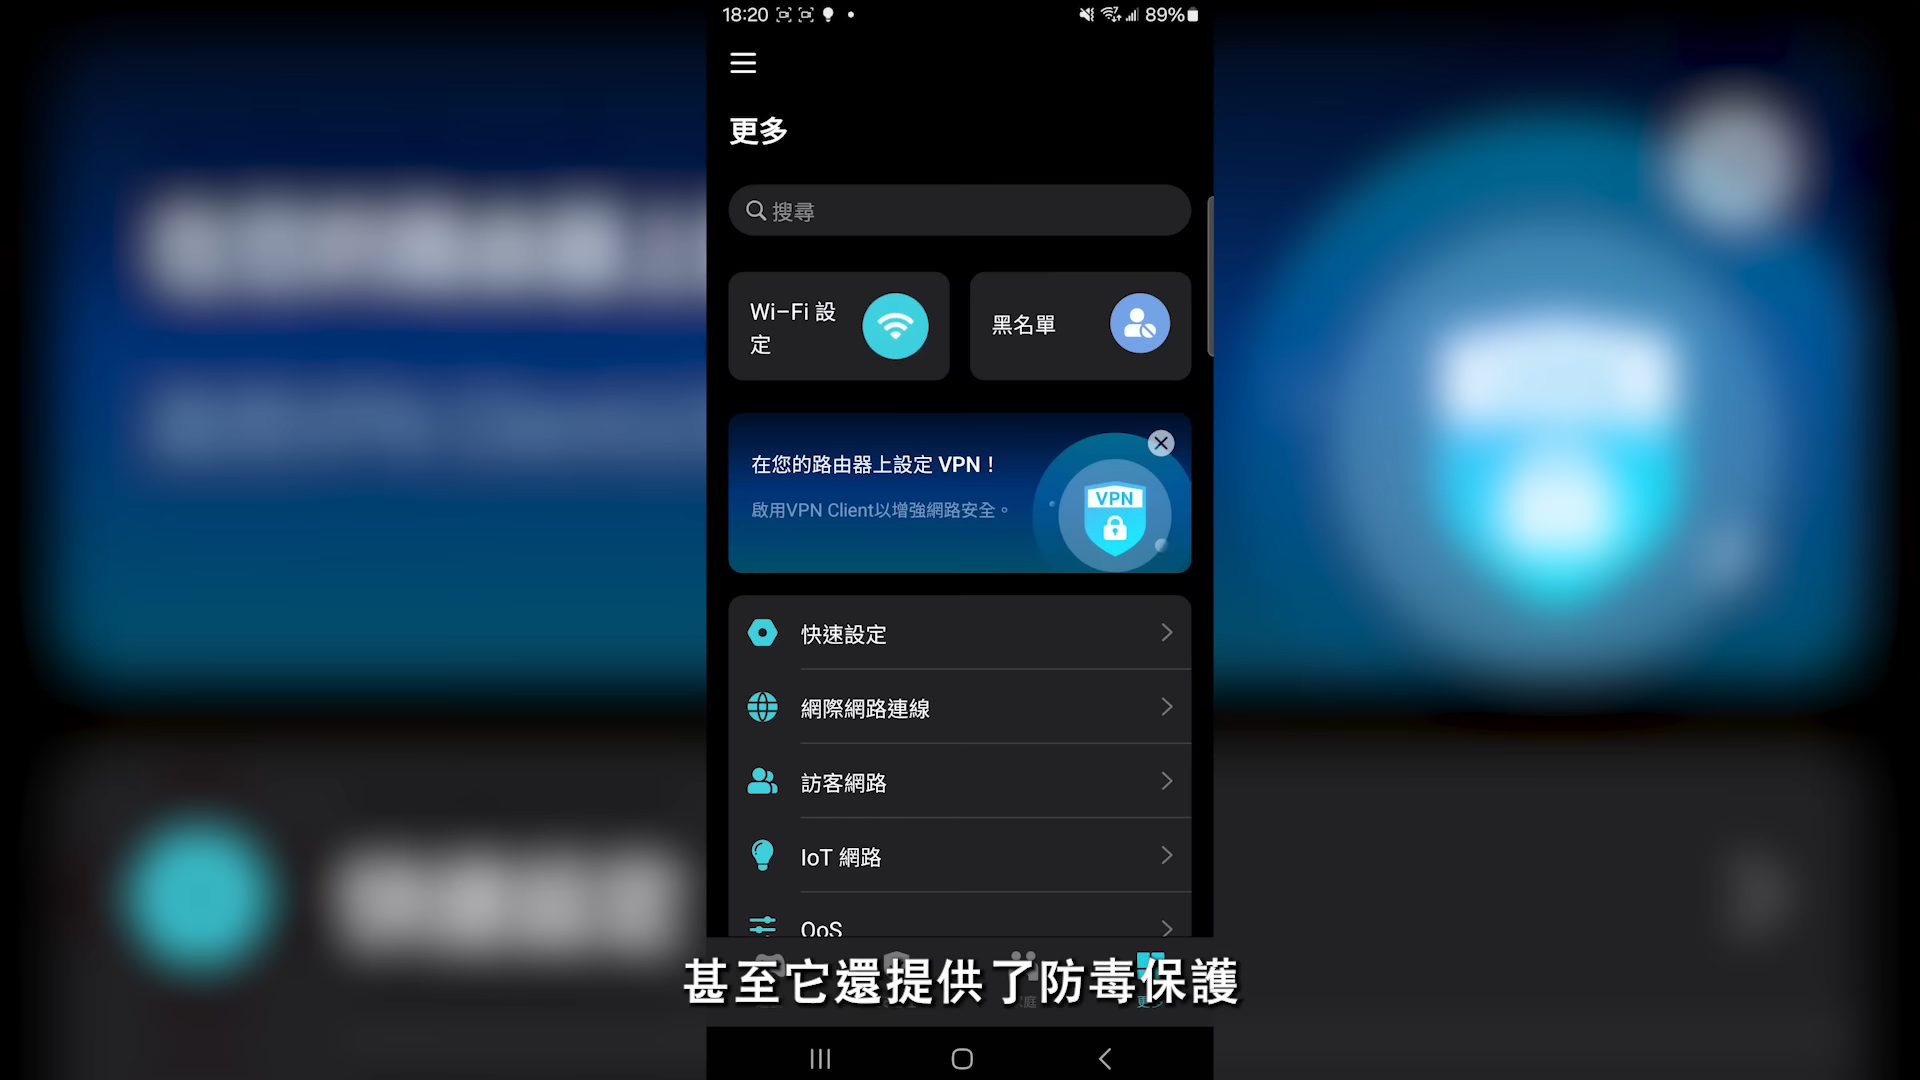 18:20
89%
更多
搜尋
Wi-Fi 設
定
黑名單
在您的路由器上設定 VPN！
啟用VPN Client以增強網路安全。
VPN
快速設定
網際網路連線
訪客網路
IoT 網路
QoS
甚至它還提供了防毒保護